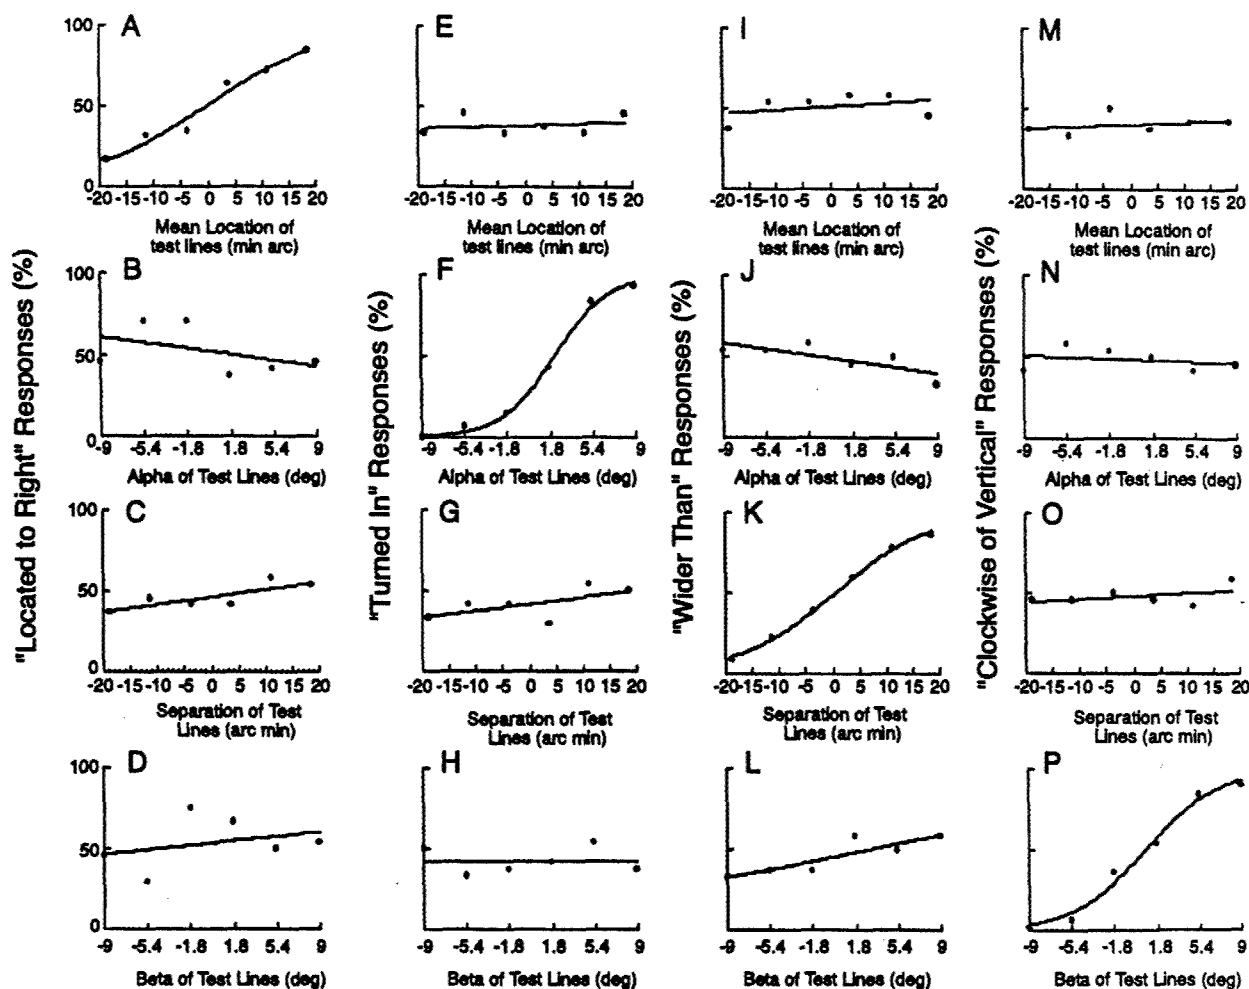 A
E
I
M
100
50
0
-20 -15 -10 -5 0 5 10 15 20
-20 -15 -10 -5 0 5 10 15 20
-20 -15 -10 -5 0 5 10 15 20
-20 -15 -10 -5 0 5 10 15 20
Mean Location of
test lines (min arc)
Mean Location of
test lines (min arc)
Mean Location of
test lines (min arc)
Mean Location of
test lines (min arc)
"Located to Right" Responses (%)
"Turned In" Responses (%)
"Wider Than" Responses (%)
"Clockwise of Vertical" Responses (%)
B
F
J
N
100
50
0
-9 -5.4 -1.8 1.8 5.4 9
-9 -5.4 -1.8 1.8 5.4 9
-9 -5.4 -1.8 1.8 5.4 9
-9 -5.4 -1.8 1.8 5.4 9
Alpha of Test Lines (deg)
Alpha of Test Lines (deg)
Alpha of Test Lines (deg)
Alpha of Test Lines (deg)
C
G
K
O
100
50
0
-20 -15 -10 -5 0 5 10 15 20
-20 -15 -10 -5 0 5 10 15 20
-20 -15 -10 -5 0 5 10 15 20
-20 -15 -10 -5 0 5 10 15 20
Separation of Test
Lines (arc min)
Separation of Test
Lines (arc min)
Separation of Test
Lines (arc min)
Separation of Test
Lines (arc min)
D
H
L
P
100
50
0
-9 -5.4 -1.8 1.8 5.4 9
-9 -5.4 -1.8 1.8 5.4 9
-9 -5.4 -1.8 1.8 5.4 9
-9 -5.4 -1.8 1.8 5.4 9
Beta of Test Lines (deg)
Beta of Test Lines (deg)
Beta of Test Lines (deg)
Beta of Test Lines (deg)